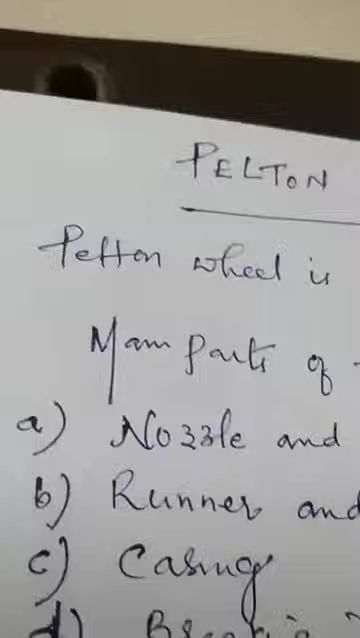 PELTON
Pelton wheel is
Main Parts of
a) Nozzle and
b) Runner and
c) Casing
d)